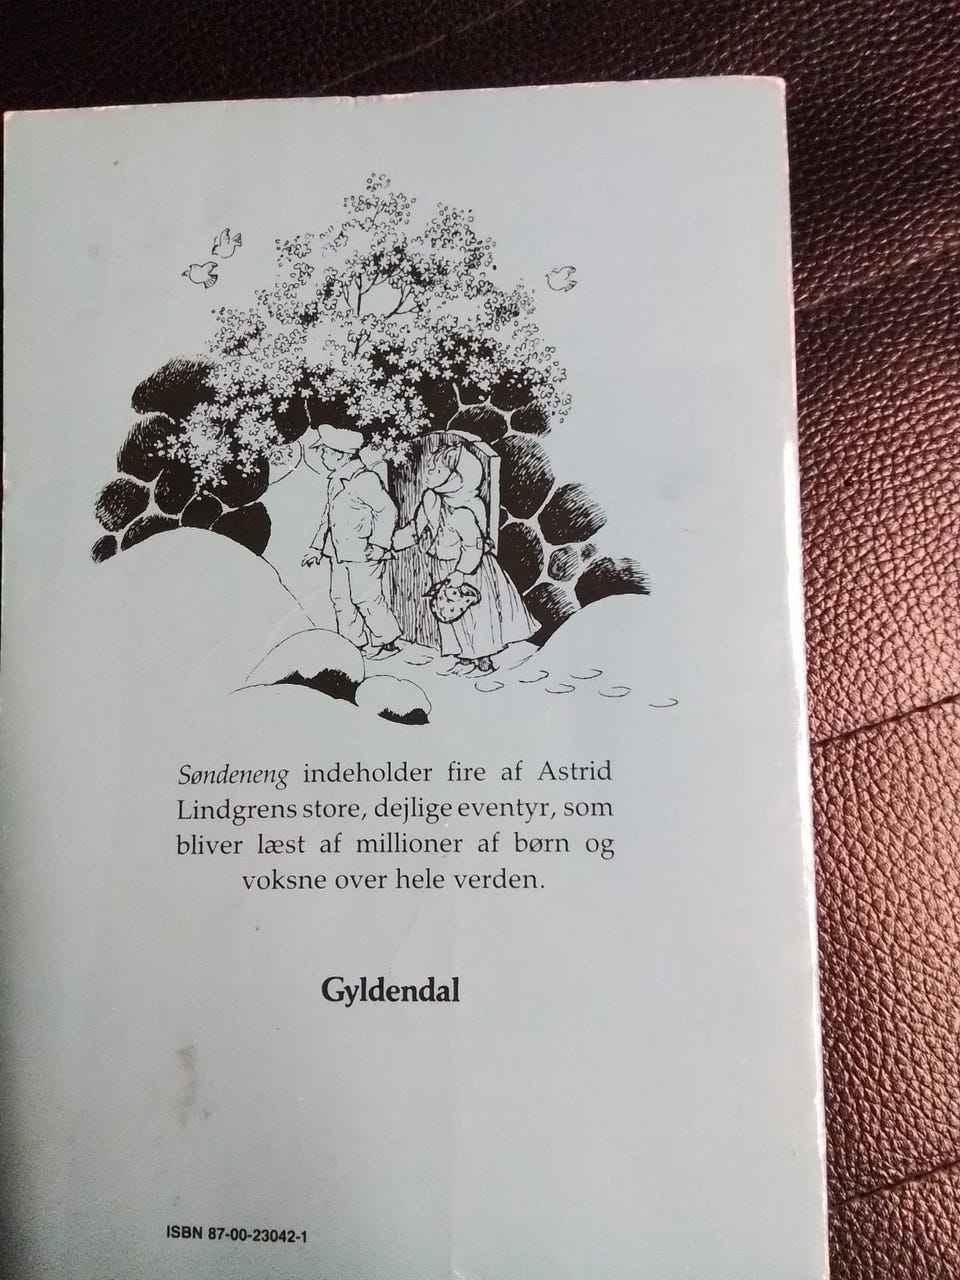 Søndeneng indeholder fire af Astrid
Lindgrens store, dejlige eventyr, som
bliver læst af millioner af børn og
voksne over hele verden.
Gyldendal
ISBN 87-00-23042-1